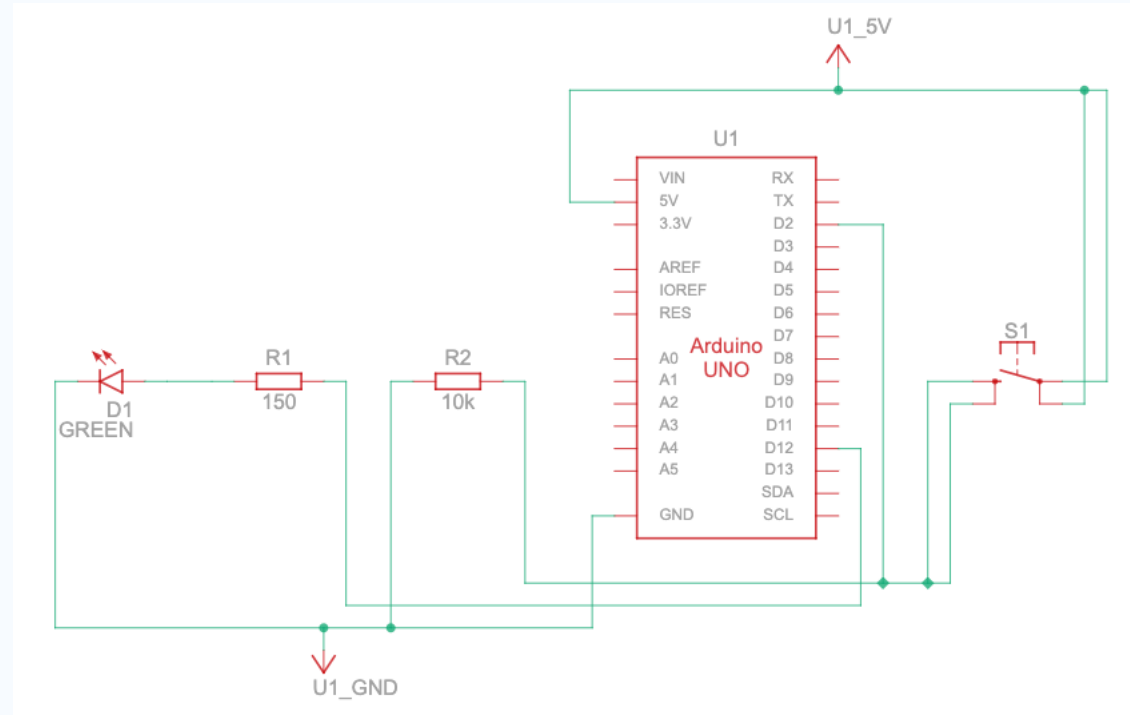 U1_5V
U1
VIN
5V
3.3V
AREF
IOREF
RES
A0
A1
A2
A3
A4
A5
GND
RX
TX
D2
D3
D4
D5
D6
D7
D8
D9
D10
D11
D12
D13
SDA
SCL
Arduino
UNO
S1
R1
150
R2
10k
D1
GREEN
U1_GND